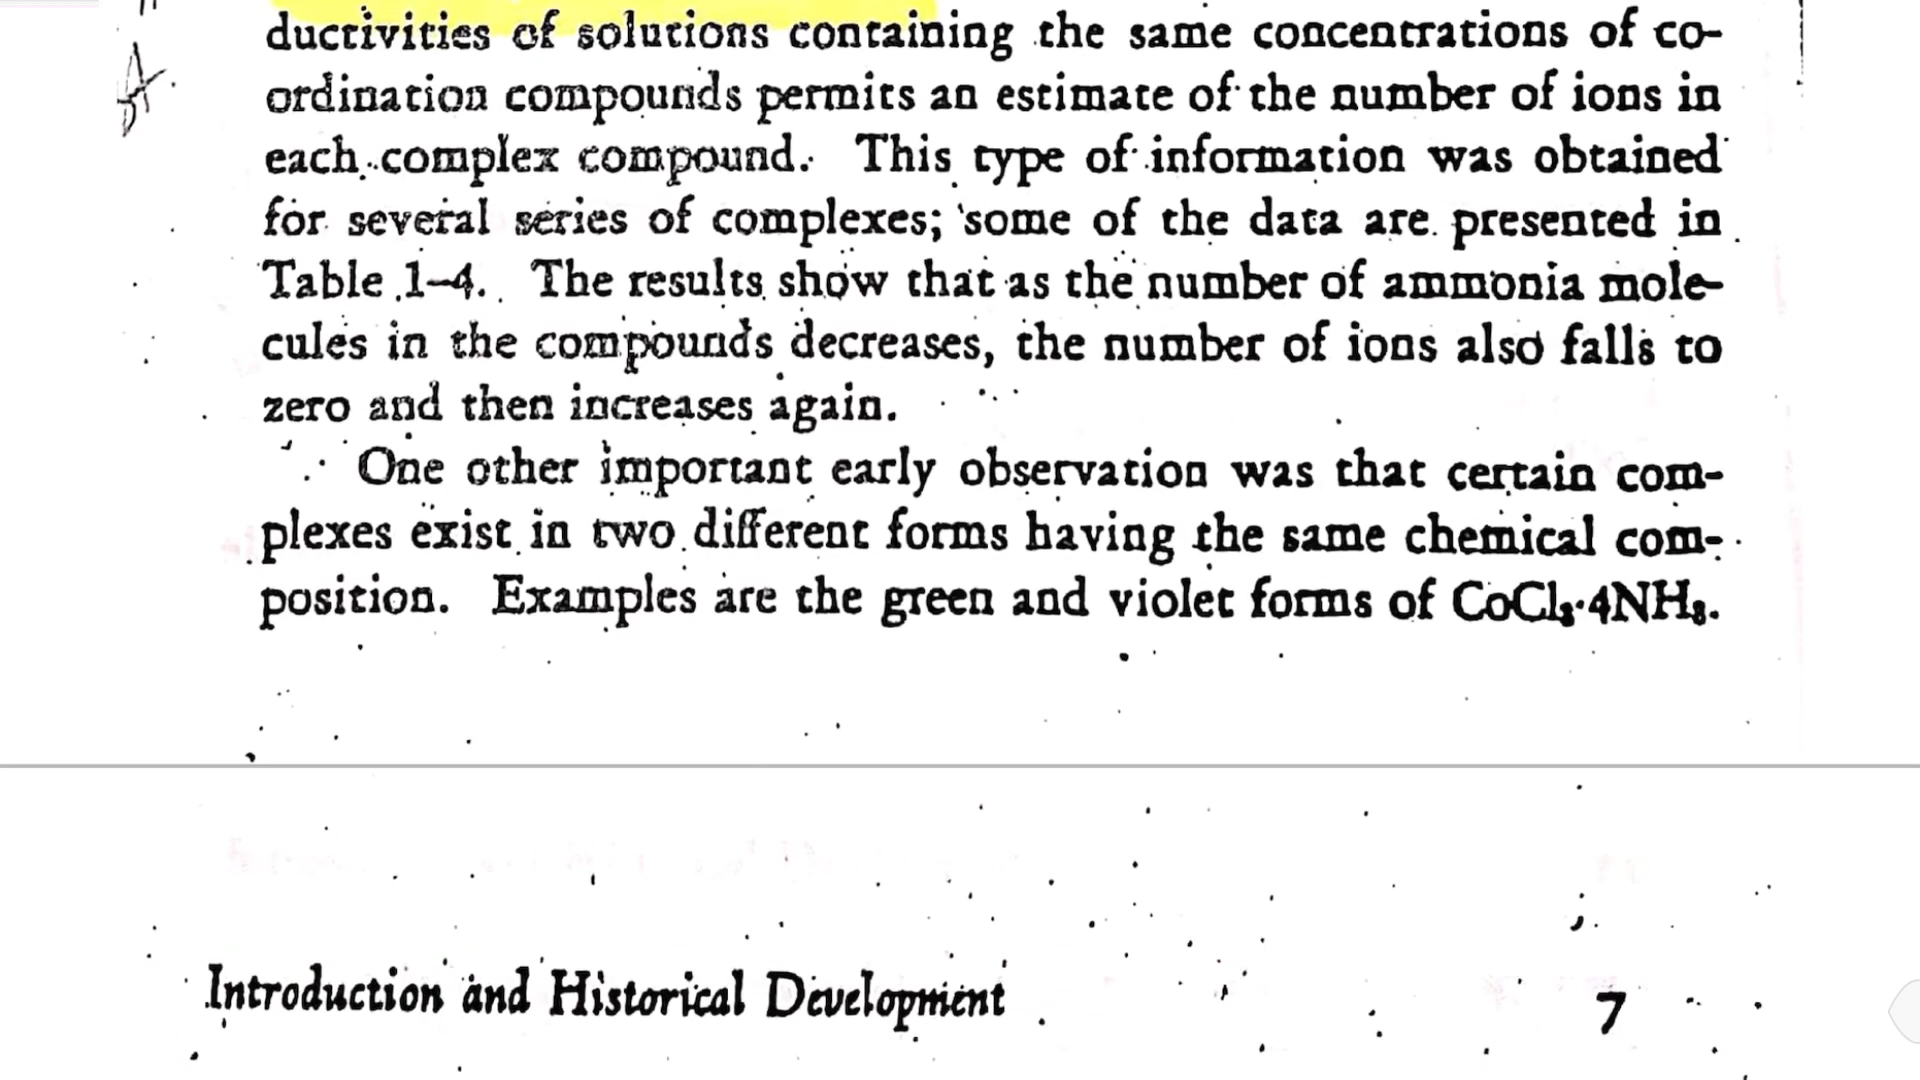 ductivities of solutions containing the same concentrations of co-
ordination compounds permits an estimate of the number of ions in
each complex compound. This type of information was obtained
for several series of complexes; some of the data are presented in
Table 1–4. The results show that as the number of ammonia mole-
cules in the compounds decreases, the number of ions also falls to
zero and then increases again.
One other important early observation was that certain com-
plexes exist in two different forms having the same chemical com-
position. Examples are the green and violet forms of CoCl₃·4NH₃.
Introduction and Historical Development 7